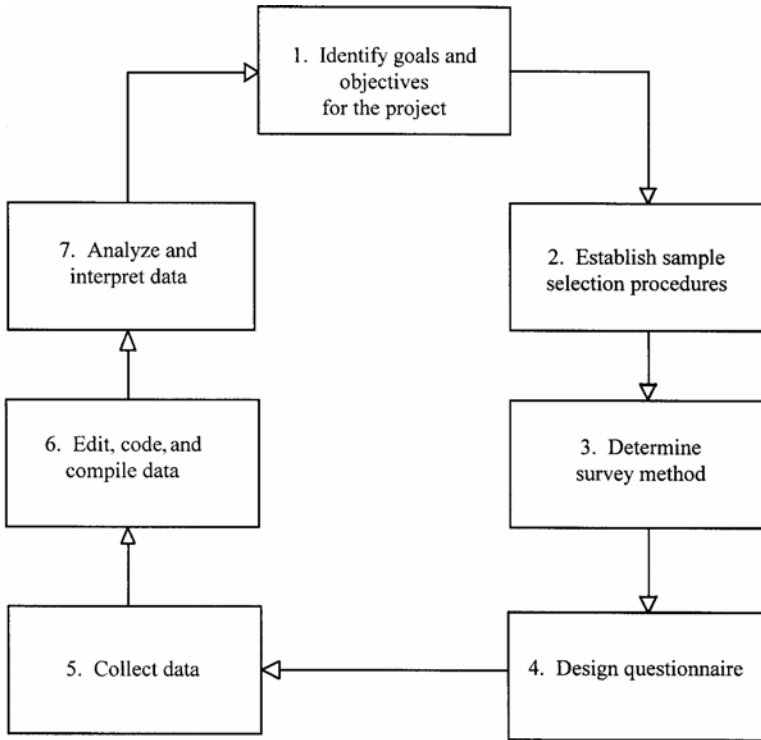 1. Identify goals and
objectives
for the project
2. Establish sample
selection procedures
3. Determine
survey method
4. Design questionnaire
5. Collect data
6. Edit, code, and
compile data
7. Analyze and
interpret data